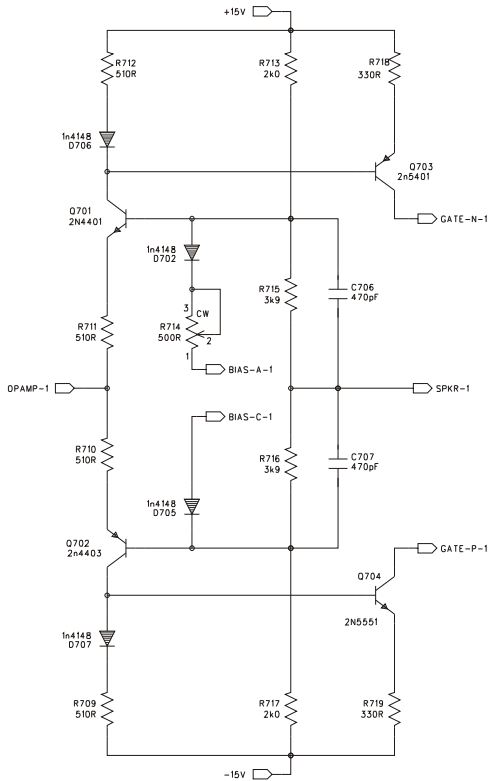 +15V
R712
510R
R713
2k0
R718
330R
1n4148
D706
Q703
2n5401
Q701
2N4401
GATE-N-1
1n4148
D702
3
CW
R714
500R
2
1
R715
3k9
C706
470pF
R711
510R
BIAS-A-1
OPAMP-1
SPKR-1
BIAS-C-1
R710
510R
R716
3k9
C707
470pF
1n4148
D705
Q702
2n4403
GATE-P-1
Q704
2N5551
1n4148
D707
R709
510R
R717
2k0
R719
330R
-15V